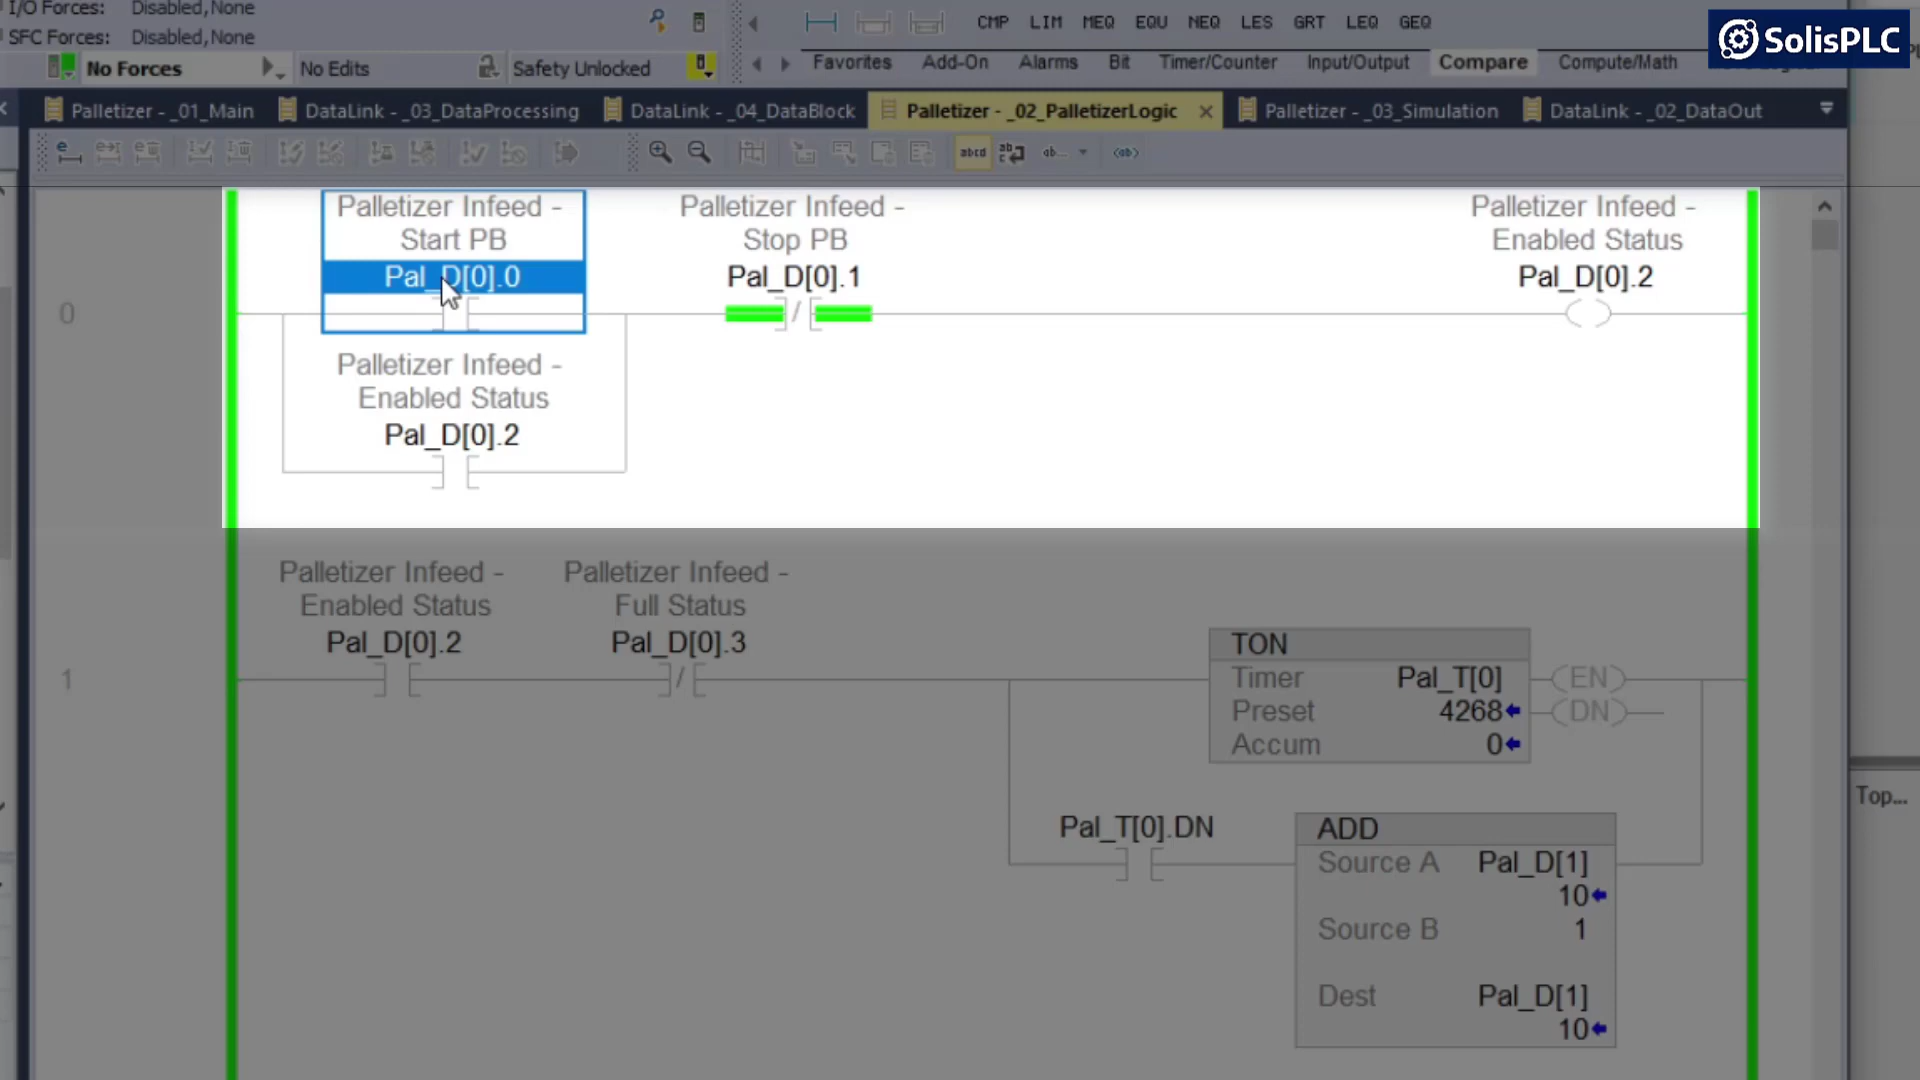 I/O Forces: Disabled,None
SFC Forces: Disabled,None
No Forces No Edits Safety Unlocked
CMP LIM MEQ EQU NEQ LES GRT LEQ GEQ
Favorites Add-On Alarms Bit Timer/Counter Input/Output Compare Compute/Math
SolisPLC
Palletizer - _01_Main DataLink - _03_DataProcessing DataLink - _04_DataBlock Palletizer - _02_PalletizerLogic Palletizer - _03_Simulation DataLink - _02_DataOut
abcd
Palletizer Infeed -
Start PB
Pal_D[0].0
Palletizer Infeed -
Stop PB
Pal_D[0].1
Palletizer Infeed -
Enabled Status
Pal_D[0].2
0
Palletizer Infeed -
Enabled Status
Pal_D[0].2
Palletizer Infeed -
Enabled Status
Pal_D[0].2
Palletizer Infeed -
Full Status
Pal_D[0].3
1
TON
Timer Pal_T[0]
Preset 4268
Accum 0
EN
DN
Pal_T[0].DN
ADD
Source A Pal_D[1]
10
Source B 1
Dest Pal_D[1]
10
Top...